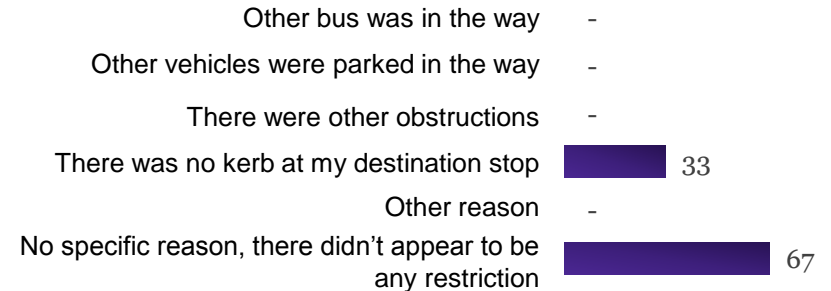 Other bus was in the way -
Other vehicles were parked in the way -
There were other obstructions -
There was no kerb at my destination stop 33
Other reason -
No specific reason, there didn’t appear to be
any restriction 67